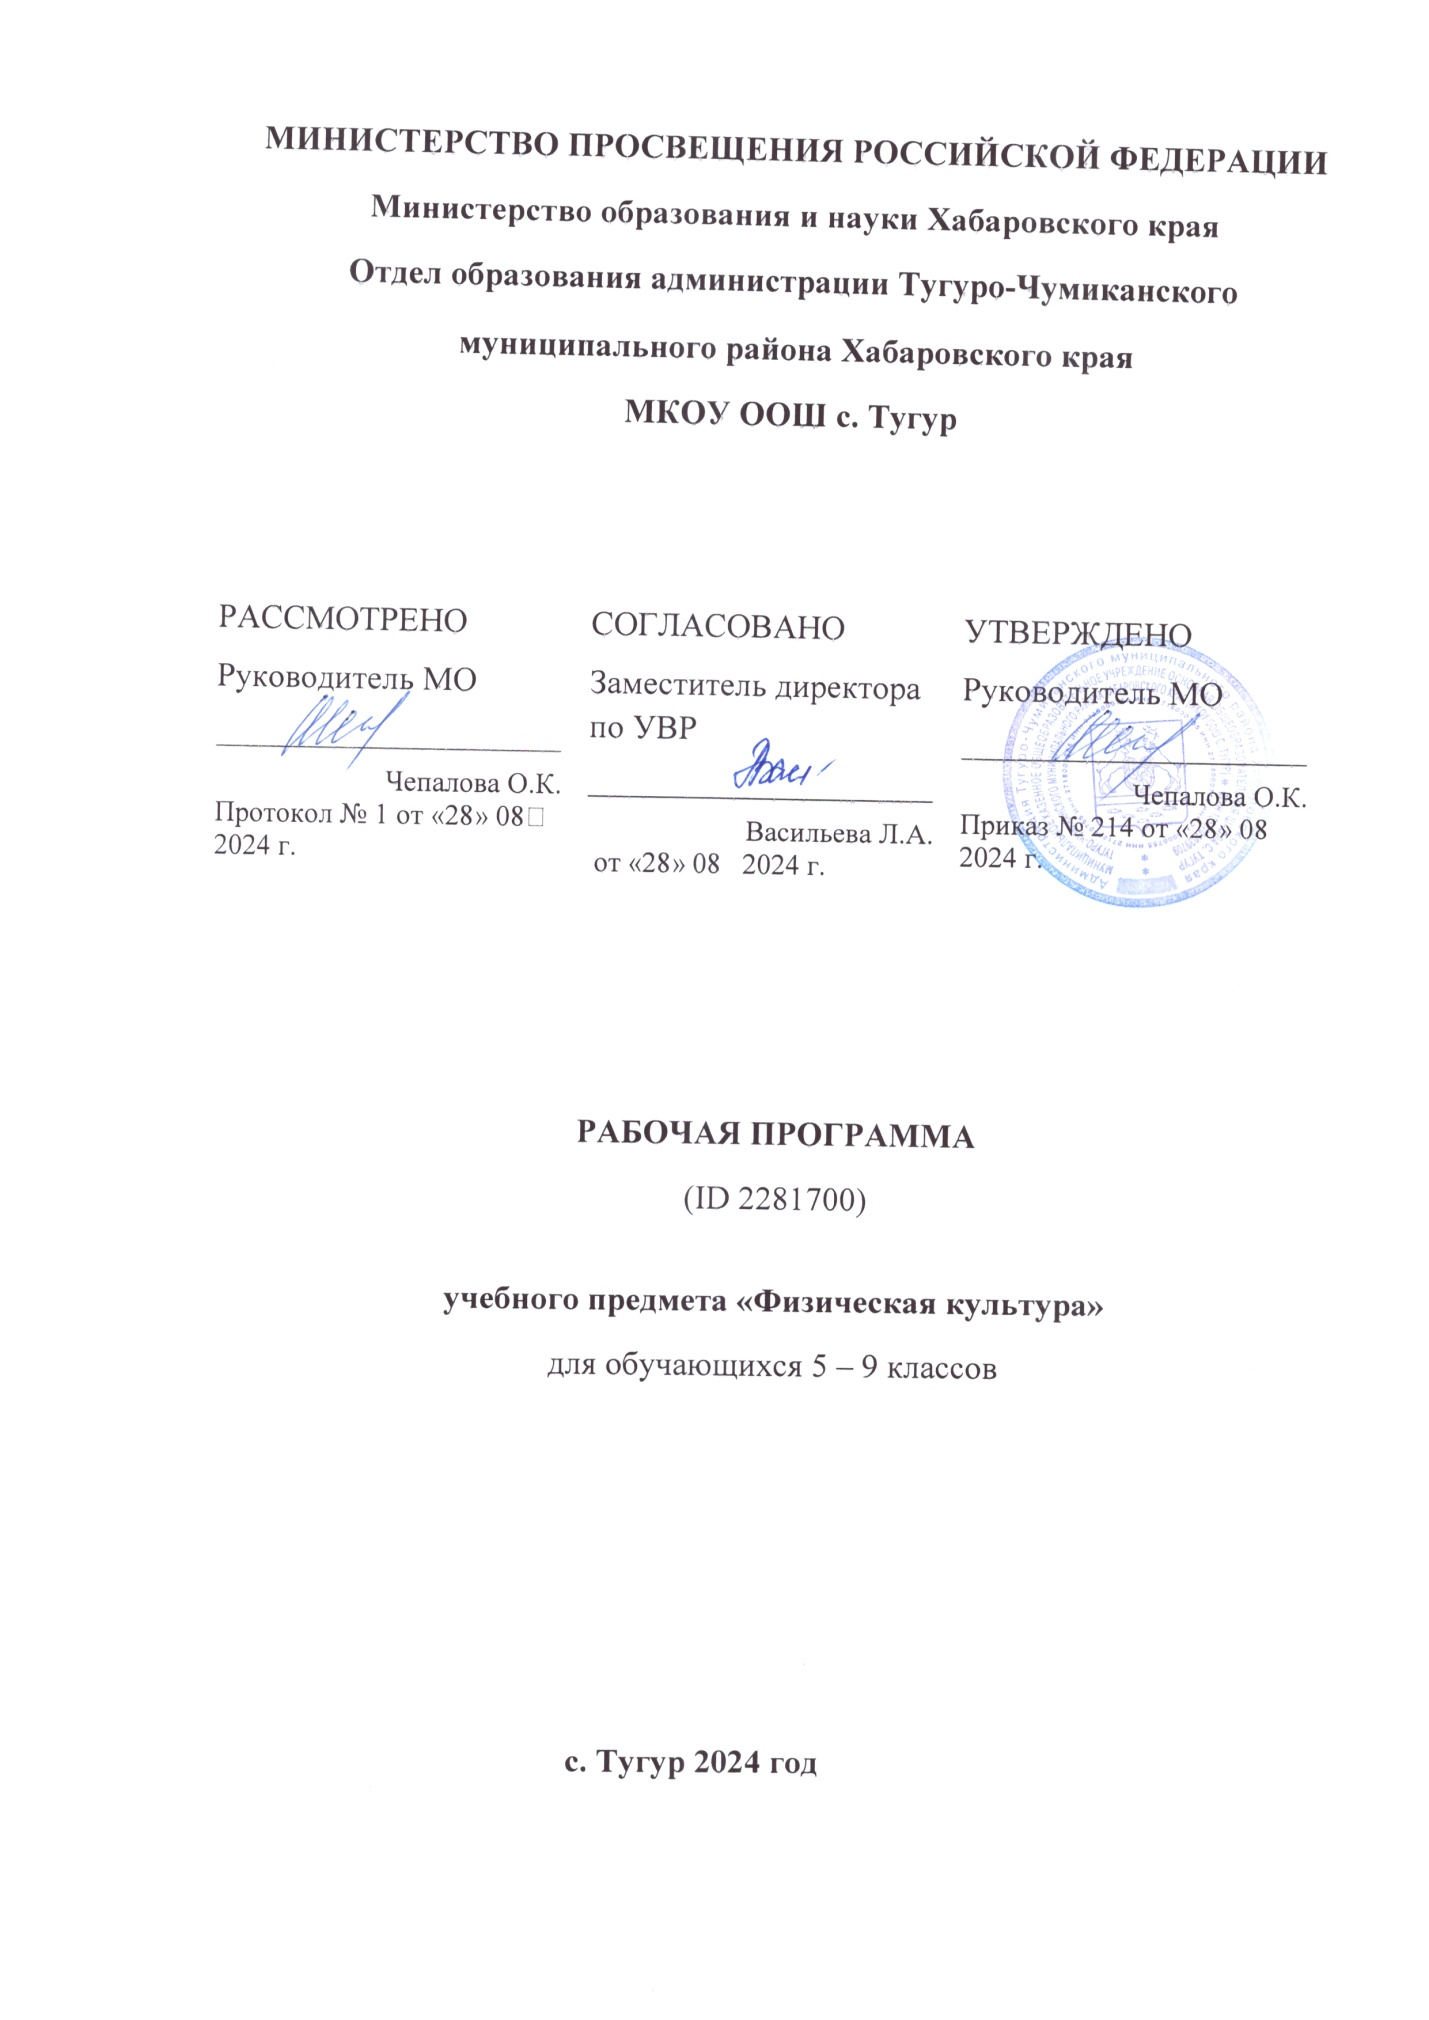 МИНИСТЕРСТВО ПРОСВЕЩЕНИЯ РОССИЙСКОЙ ФЕДЕРАЦИИ
Министерство образования и науки Хабаровского края
Отдел образования администрации Тугуро-Чумиканского
муниципального района Хабаровского края
МКОУ ООШ с. Тугур
РАССМОТРЕНО
Руководитель МО
Чепалова О.К.
Протокол № 1 от «28» 08
2024 г.
СОГЛАСОВАНО
Заместитель директора
по УВР
Васильева Л.А.
от «28» 08 2024 г.
УТВЕРЖДЕНО
Руководитель МО
Чепалова О.К.
Приказ № 214 от «28» 08
2024 г.
РАБОЧАЯ ПРОГРАММА
(ID 2281700)
учебного предмета «Физическая культура»
для обучающихся 5 – 9 классов
с. Тугур 2024 год